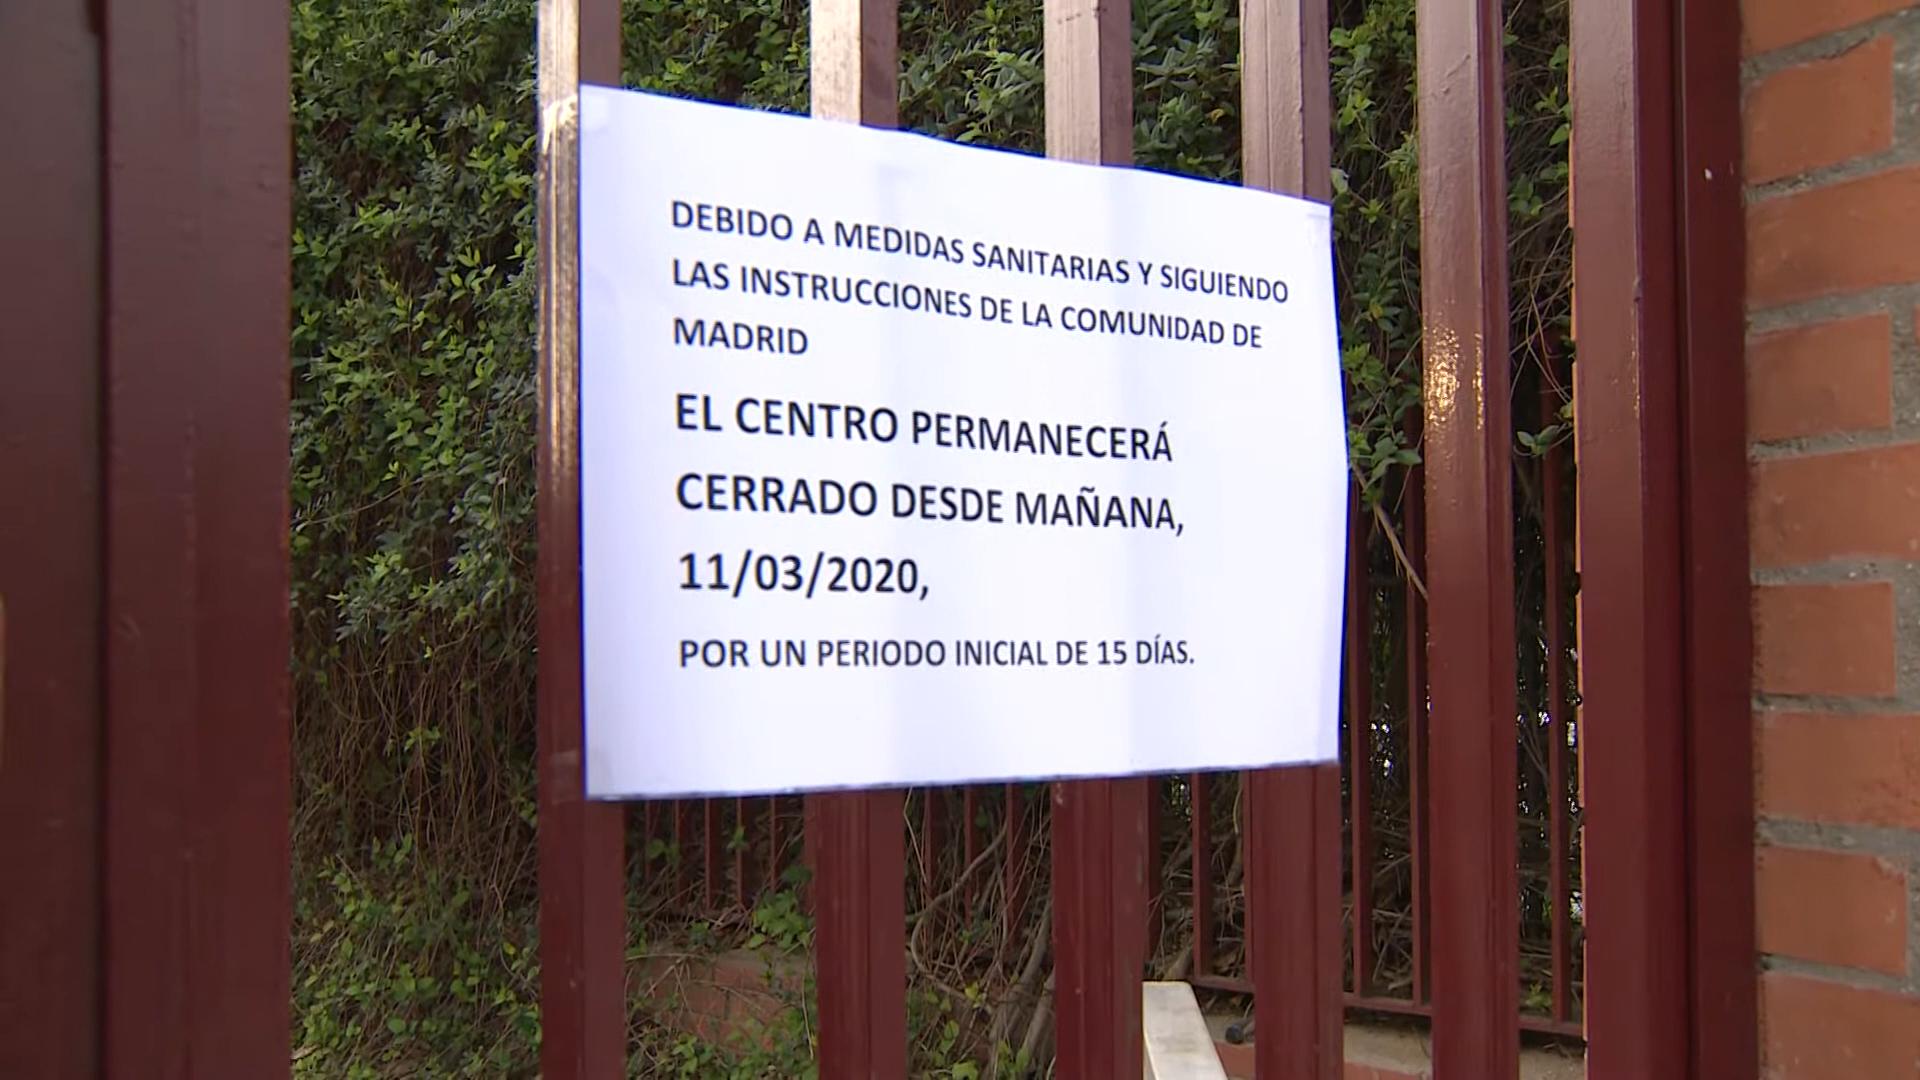 DEBIDO A MEDIDAS SANITARIAS Y SIGUIENDO
LAS INSTRUCCIONES DE LA COMUNIDAD DE
MADRID
EL CENTRO PERMANECERÁ
CERRADO DESDE MAÑANA,
11/03/2020,
POR UN PERIODO INICIAL DE 15 DÍAS.